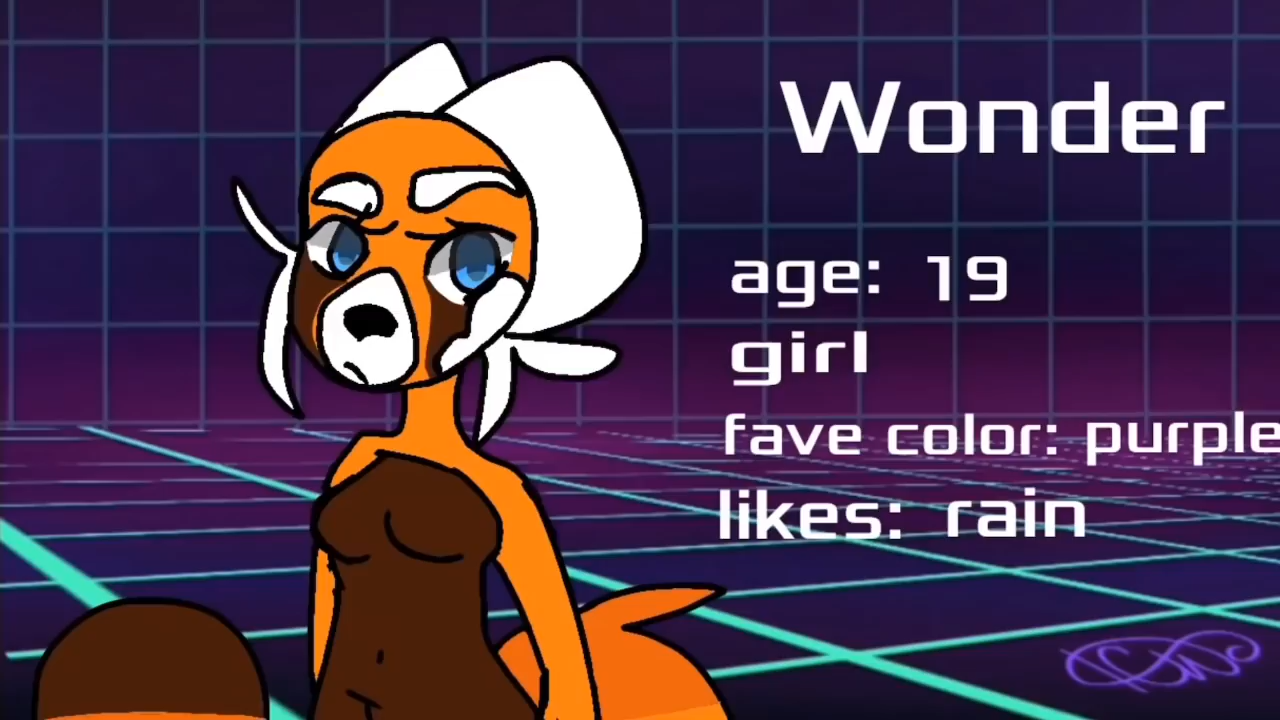 Wonder
age: 19
girl
fave color: purple
likes: rain